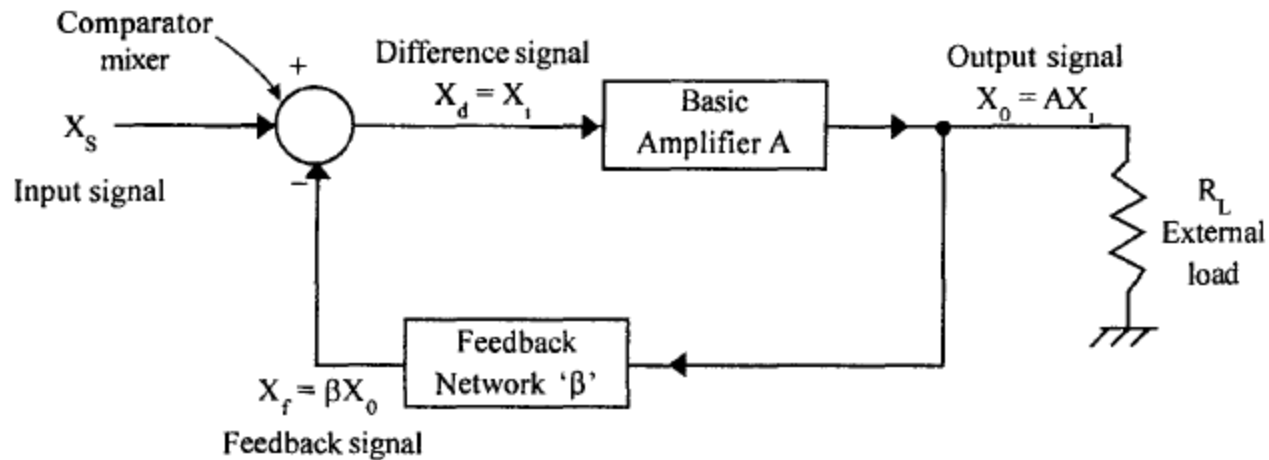 Comparator
mixer
+
Difference signal
X_d = X_i
Output signal
X_0 = AX_i
Basic
Amplifier A
X_S
Input signal
−
R_L
External
load
Feedback
Network ‘β’
X_f = βX_0
Feedback signal